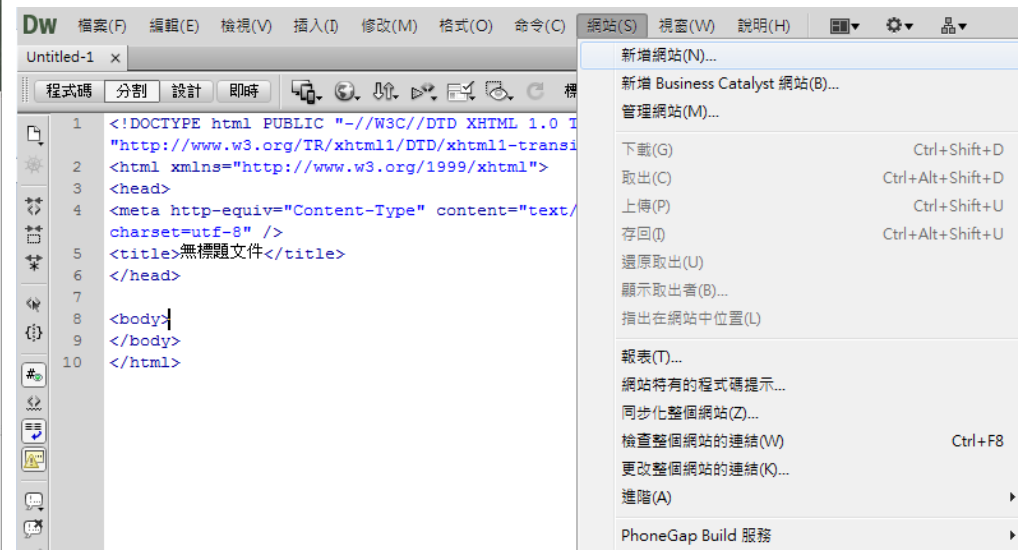 Dw 檔案(F) 編輯(E) 檢視(V) 插入(I) 修改(M) 格式(O) 命令(C) 網站(S) 視窗(W) 說明(H)
Untitled-1 ×
程式碼 分割 設計 即時 標
1 <!DOCTYPE html PUBLIC "-//W3C//DTD XHTML 1.0 T
"http://www.w3.org/TR/xhtml1/DTD/xhtml1-transi
2 <html xmlns="http://www.w3.org/1999/xhtml">
3 <head>
4 <meta http-equiv="Content-Type" content="text/
charset=utf-8" />
5 <title>無標題文件</title>
6 </head>
7
8 <body>
9 </body>
10 </html>
新增網站(N)...
新增 Business Catalyst 網站(B)...
管理網站(M)...
下載(G) Ctrl+Shift+D
取出(C) Ctrl+Alt+Shift+D
上傳(P) Ctrl+Shift+U
存回(I) Ctrl+Alt+Shift+U
還原取出(U)
顯示取出者(B)...
指出在網站中位置(L)
報表(T)...
網站特有的程式碼提示...
同步化整個網站(Z)...
檢查整個網站的連結(W) Ctrl+F8
更改整個網站的連結(K)...
進階(A)
PhoneGap Build 服務